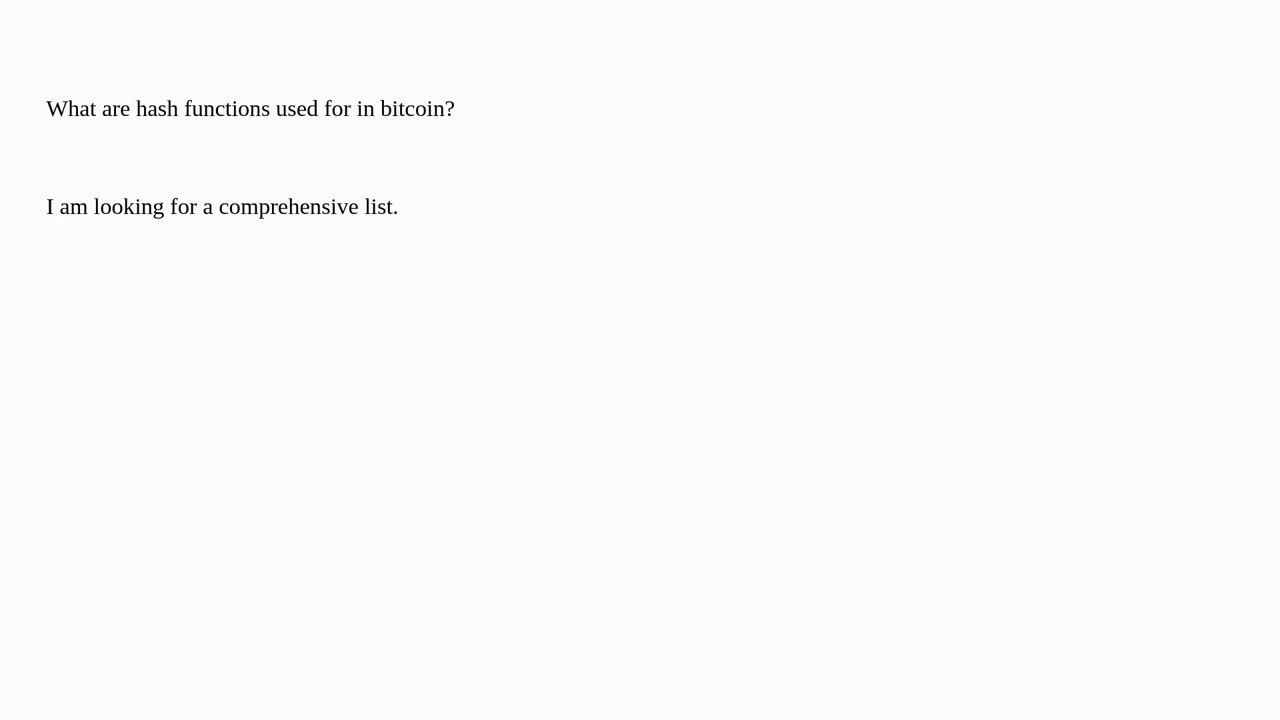 What are hash functions used for in bitcoin?
I am looking for a comprehensive list.